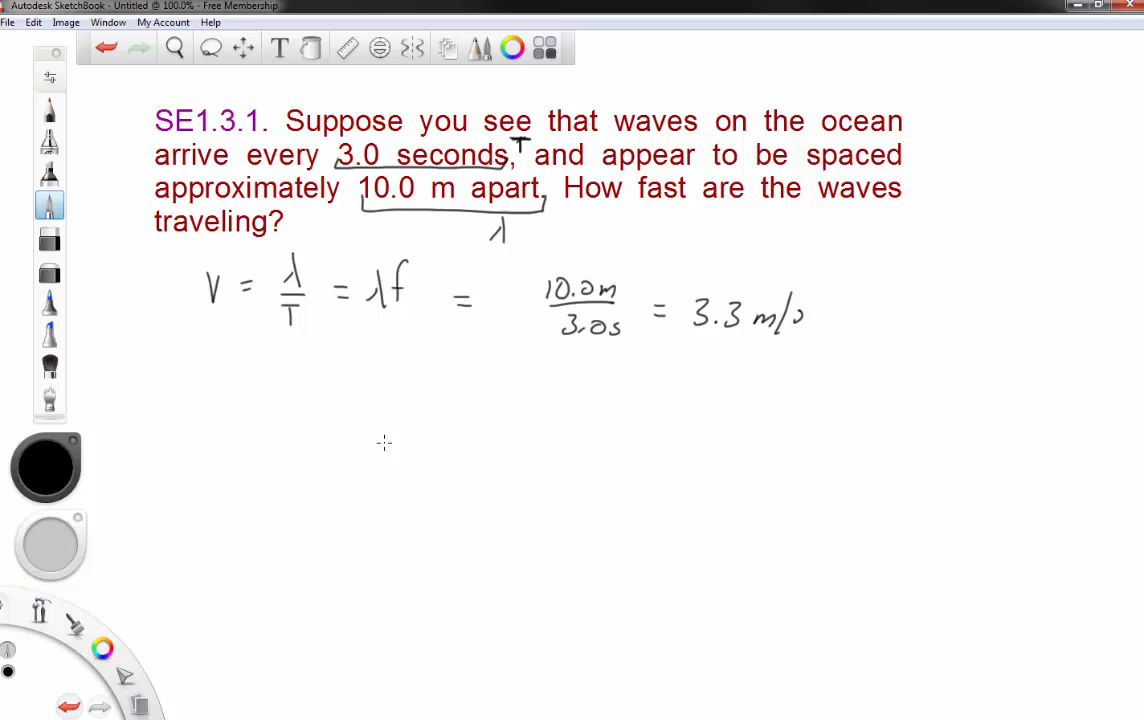 Autodesk SketchBook - Untitled @ 100.0% - Free Membership
File Edit Image Window My Account Help
T
SE1.3.1. Suppose you see that waves on the ocean
arrive every 3.0 seconds, T and appear to be spaced
approximately 10.0 m apart. How fast are the waves
traveling?
λ
V = λ/T = λf = 10.0m/3.0s = 3.3 m/s